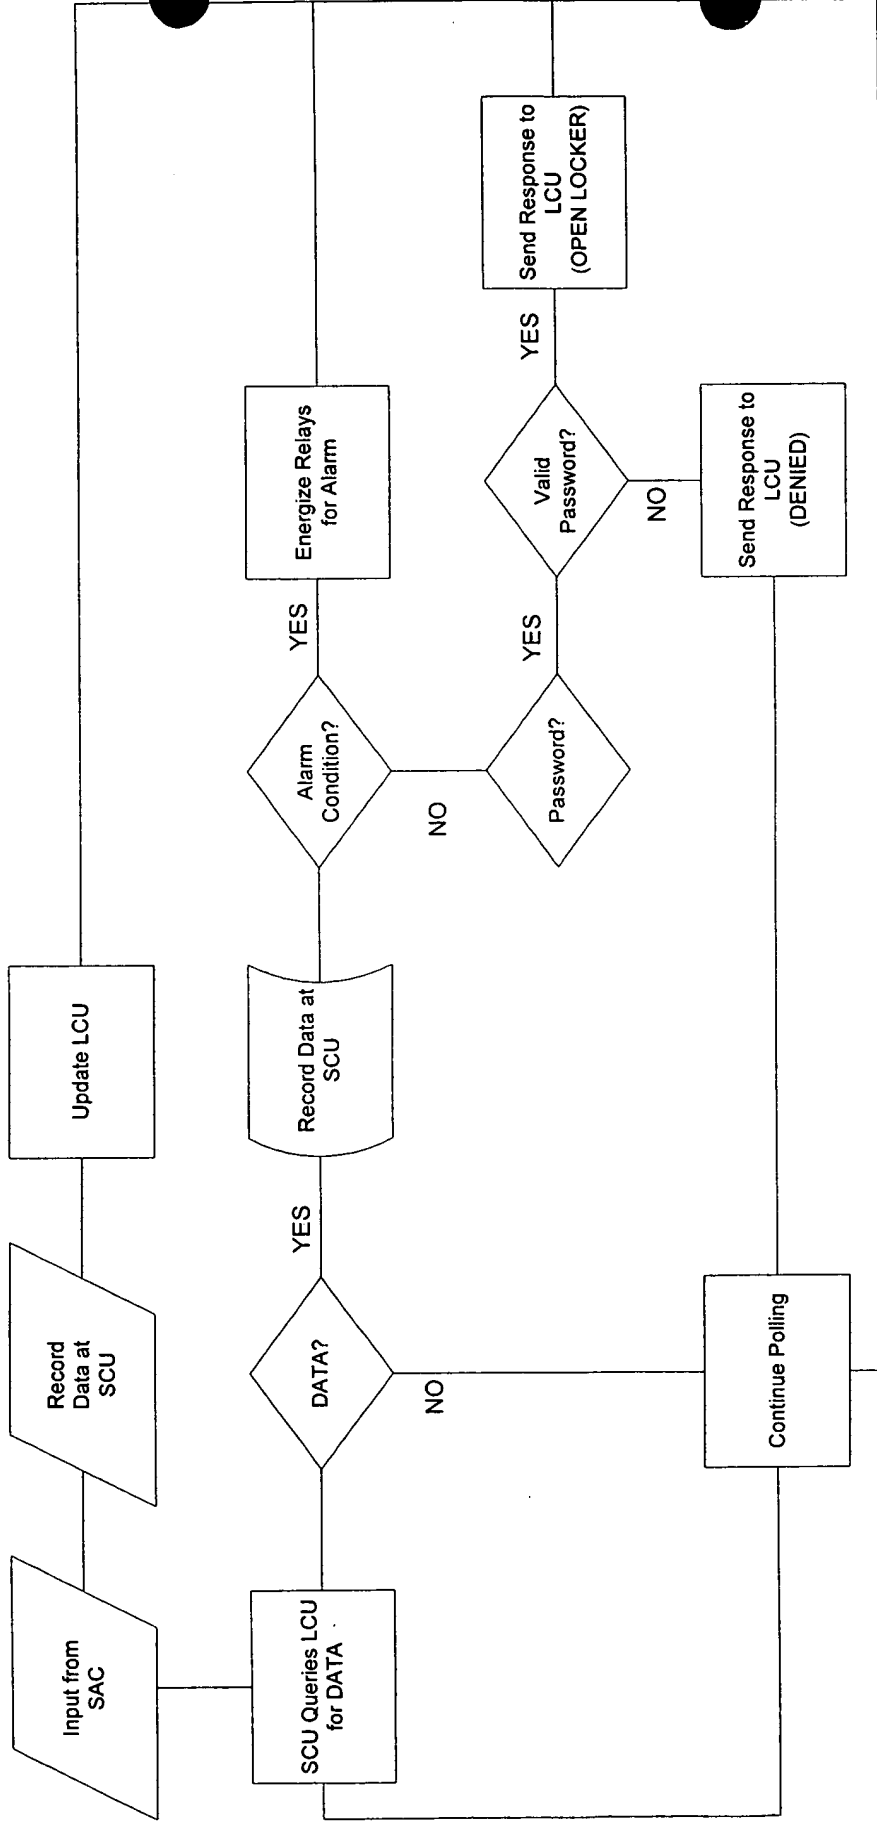 Input from
SAC
Record
Data at
SCU
Update LCU
SCU Queries LCU
for DATA
DATA?
YES
NO
Record Data at
SCU
Alarm
Condition?
YES
NO
Energize Relays
for Alarm
Password?
YES
Valid
Password?
YES
NO
Send Response to
LCU
(OPEN LOCKER)
Send Response to
LCU
(DENIED)
Continue Polling